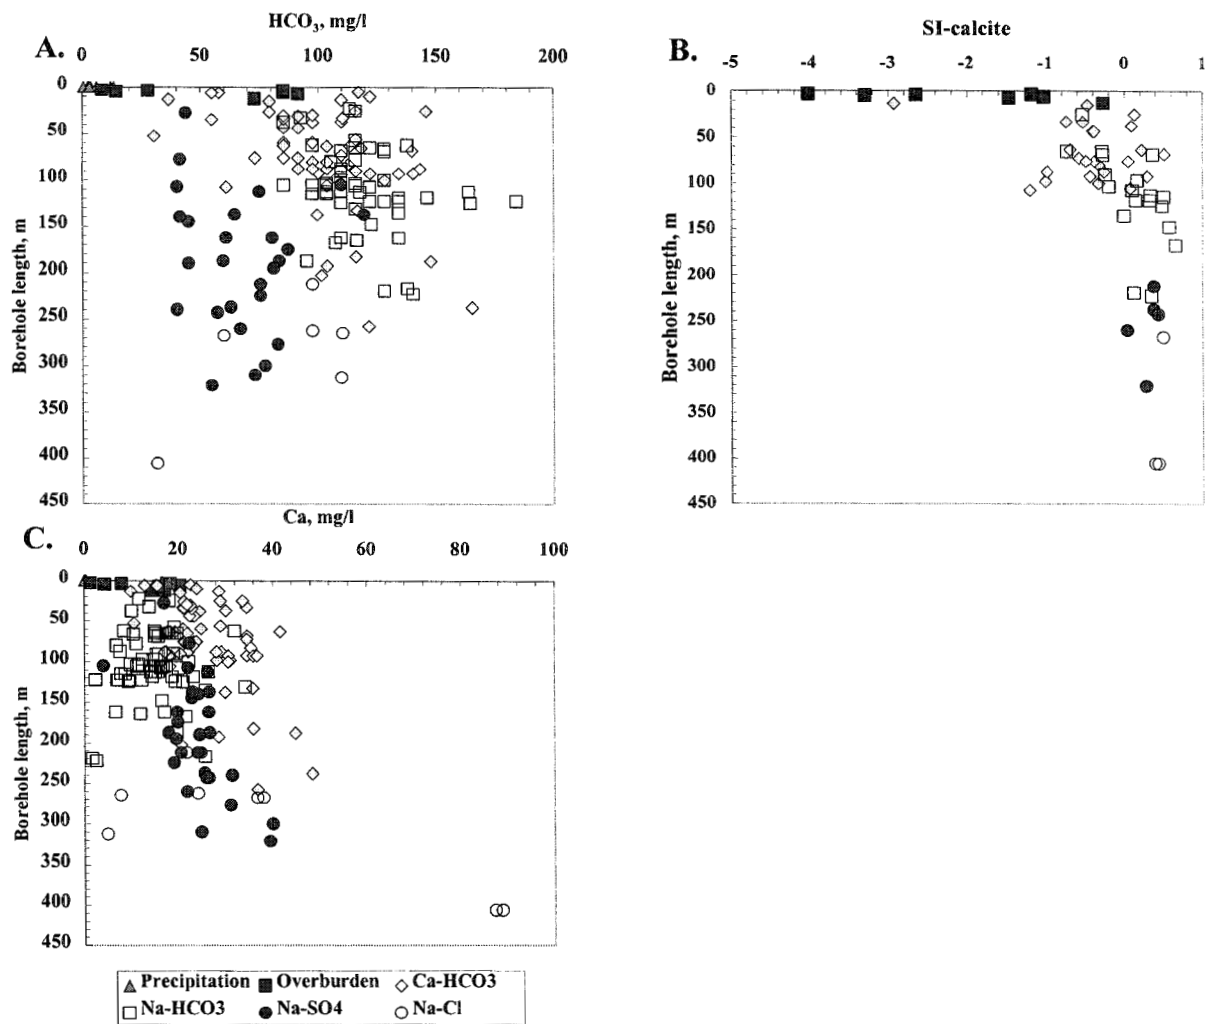 HCO3, mg/l
A. 0 50 100 150 200
0
50
100
150
200
250
300
350
400
450
Borehole length, m
SI-calcite
B. -5 -4 -3 -2 -1 0 1
0
50
100
150
200
250
300
350
400
450
Borehole length, m
Ca, mg/l
C. 0 20 40 60 80 100
0
50
100
150
200
250
300
350
400
450
Borehole length, m
Precipitation Overburden Ca-HCO3
Na-HCO3 Na-SO4 Na-Cl